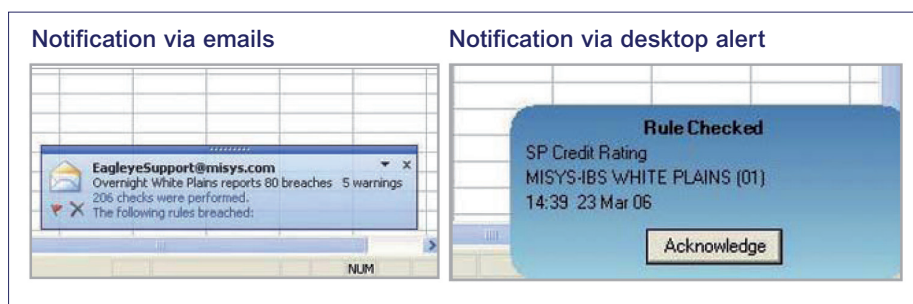 Notification via emails
EagleyeSupport@misys.com
Overnight White Plains reports 80 breaches 5 warnings
206 checks were performed.
The following rules breached:
NUM
Notification via desktop alert
Rule Checked
SP Credit Rating
MISYS-IBS WHITE PLAINS (01)
14:39 23 Mar 06
Acknowledge